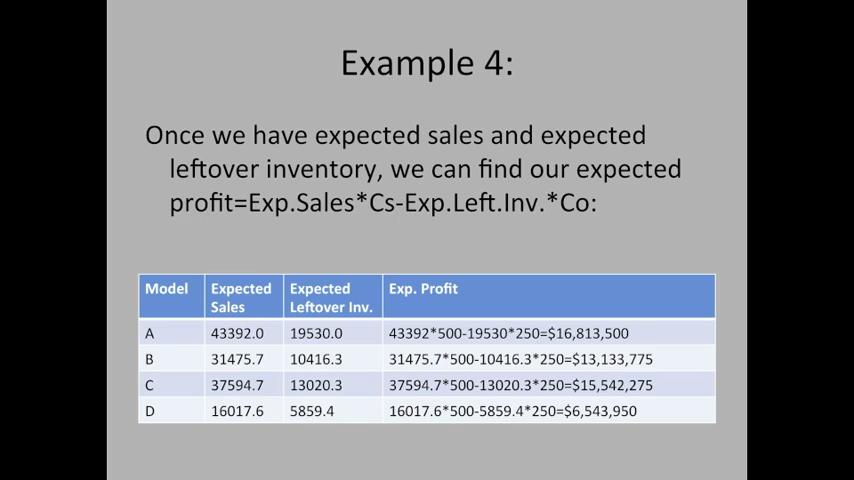 Example 4:
Once we have expected sales and expected
leftover inventory, we can find our expected
profit=Exp.Sales*Cs-Exp.Left.Inv.*Co:
Model Expected Sales Expected Leftover Inv. Exp. Profit
A 43392.0 19530.0 43392*500-19530*250=$16,813,500
B 31475.7 10416.3 31475.7*500-10416.3*250=$13,133,775
C 37594.7 13020.3 37594.7*500-13020.3*250=$15,542,275
D 16017.6 5859.4 16017.6*500-5859.4*250=$6,543,950